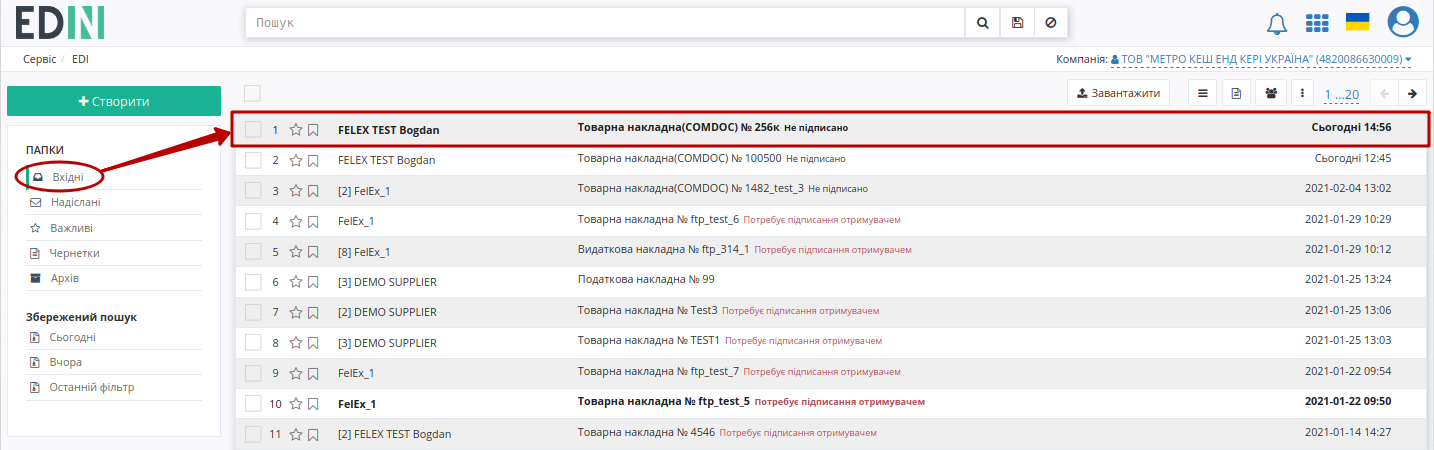 EDIN
Пошук
Сервіс / EDI
Компанія: ТОВ "МЕТРО КЕШ ЕНД КЕРІ УКРАЇНА" (4820086630009)
Створити
Завантажити 1 ...20
ПАПКИ
Вхідні
Надіслані
Важливі
Чернетки
Архів
Збережений пошук
Сьогодні
Вчора
Останній фільтр
1 FELEX TEST Bogdan Товарна накладна(COMDOC) № 256к Не підписано Сьогодні 14:56
2 FELEX TEST Bogdan Товарна накладна(COMDOC) № 100500 Не підписано Сьогодні 12:45
3 [2] FelEx_1 Товарна накладна(COMDOC) № 1482_test_3 Не підписано 2021-02-04 13:02
4 FelEx_1 Товарна накладна № ftp_test_6 Потребує підписання отримувачем 2021-01-29 10:29
5 [8] FelEx_1 Видаткова накладна № ftp_314_1 Потребує підписання отримувачем 2021-01-29 10:12
6 [3] DEMO SUPPLIER Податкова накладна № 99 2021-01-25 13:24
7 [2] DEMO SUPPLIER Товарна накладна № Test3 Потребує підписання отримувачем 2021-01-25 13:06
8 [3] DEMO SUPPLIER Товарна накладна № TEST1 Потребує підписання отримувачем 2021-01-25 13:03
9 FelEx_1 Товарна накладна № ftp_test_7 Потребує підписання отримувачем 2021-01-22 09:54
10 FelEx_1 Товарна накладна № ftp_test_5 Потребує підписання отримувачем 2021-01-22 09:50
11 [2] FELEX TEST Bogdan Товарна накладна № 4546 Потребує підписання отримувачем 2021-01-14 14:27